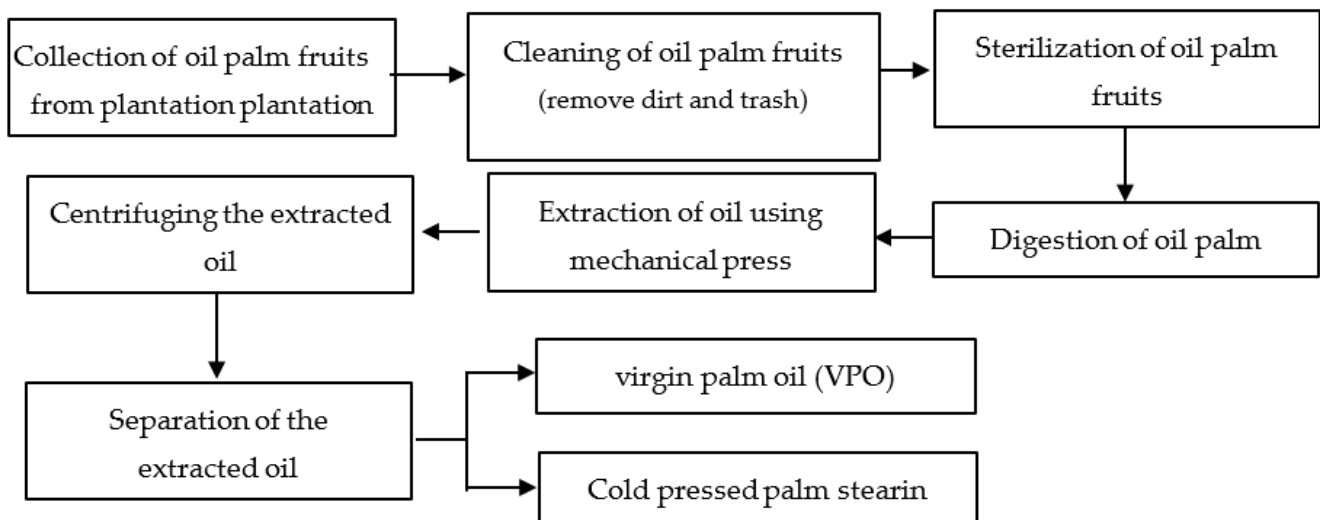 Collection of oil palm fruits
from plantation plantation
Cleaning of oil palm fruits
(remove dirt and trash)
Sterilization of oil palm
fruits
Digestion of oil palm
Extraction of oil using
mechanical press
Centrifuging the extracted
oil
Separation of the
extracted oil
virgin palm oil (VPO)
Cold pressed palm stearin